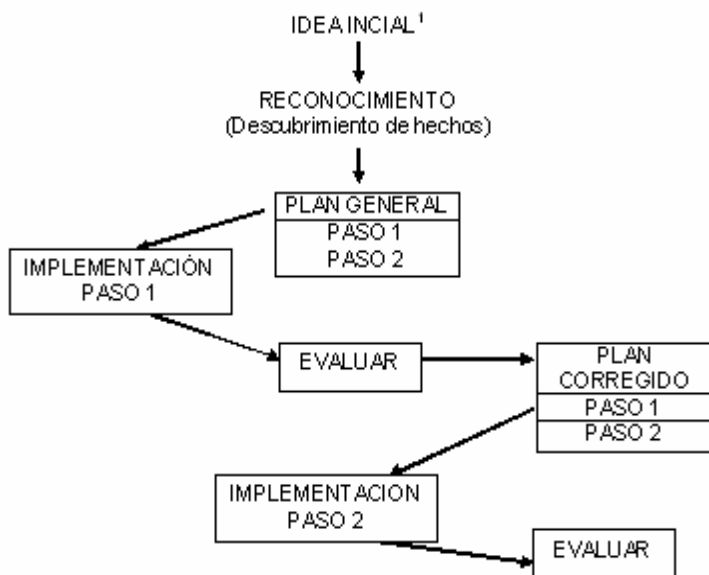 IDEA INCIAL¹
RECONOCIMIENTO
(Descubrimiento de hechos)
PLAN GENERAL
PASO 1
PASO 2
IMPLEMENTACIÓN
PASO 1
EVALUAR
PLAN
CORREGIDO
PASO 1
PASO 2
IMPLEMENTACION
PASO 2
EVALUAR